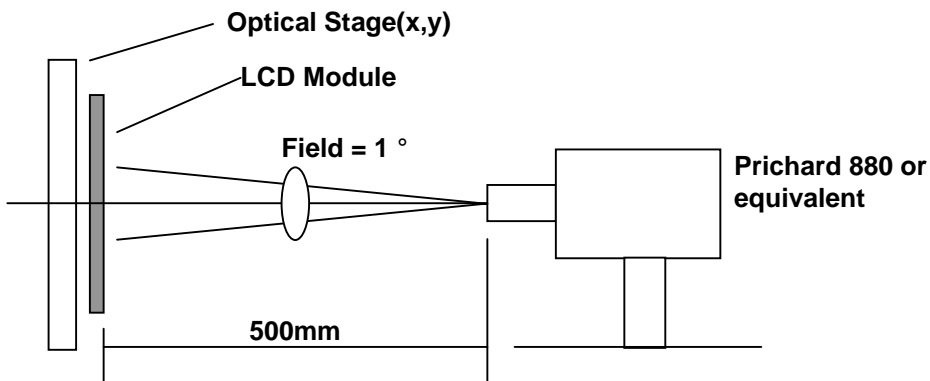 Optical Stage(x,y)
LCD Module
Field = 1 °
Prichard 880 or
equivalent
500mm